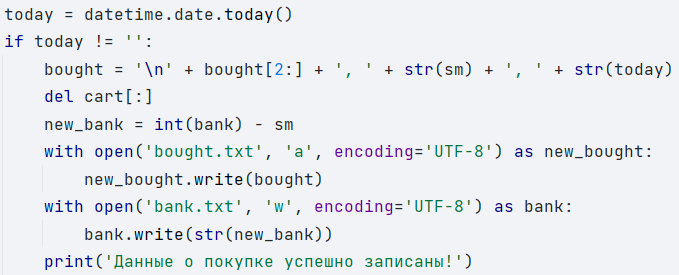 today = datetime.date.today()
if today != '':
    bought = '\n' + bought[2:] + ', ' + str(sm) + ', ' + str(today)
    del cart[:]
    new_bank = int(bank) - sm
    with open('bought.txt', 'a', encoding='UTF-8') as new_bought:
        new_bought.write(bought)
    with open('bank.txt', 'w', encoding='UTF-8') as bank:
        bank.write(str(new_bank))
    print('Данные о покупке успешно записаны!')